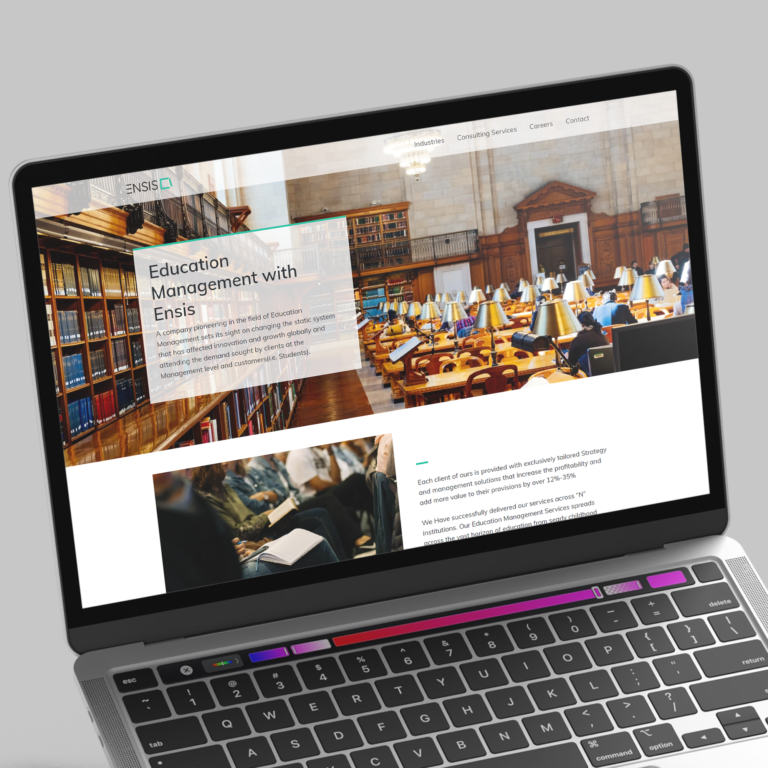 Industries Consulting Services Careers Contact
ENSIS
Education
Management with
Ensis
A company pioneering in the field of Education
Management sets its sight on changing the static system
that has affected innovation and growth globally and
attending the demand sought by clients at the
Management level and customers(i.e. Students).
Each client of ours is provided with exclusively tailored Strategy
and management solutions that increase the profitability and
add more value to their provisions by over 12%-35%
We Have successfully delivered our services across "N"
institutions. Our Education Management Services spreads
across the vast horizon of education from early childhood
esc
~ ! @ # $ % ^ & * ( ) _ + delete
1 2 3 4 5 6 7 8 9 0 - =
tab Q W E R T Y U I O P { [ } ] | \
A S D F G H J K L : ; " ' return
C V B N M < , > . ? /
⌘ command ⌥ option ◀ ▲ ▼